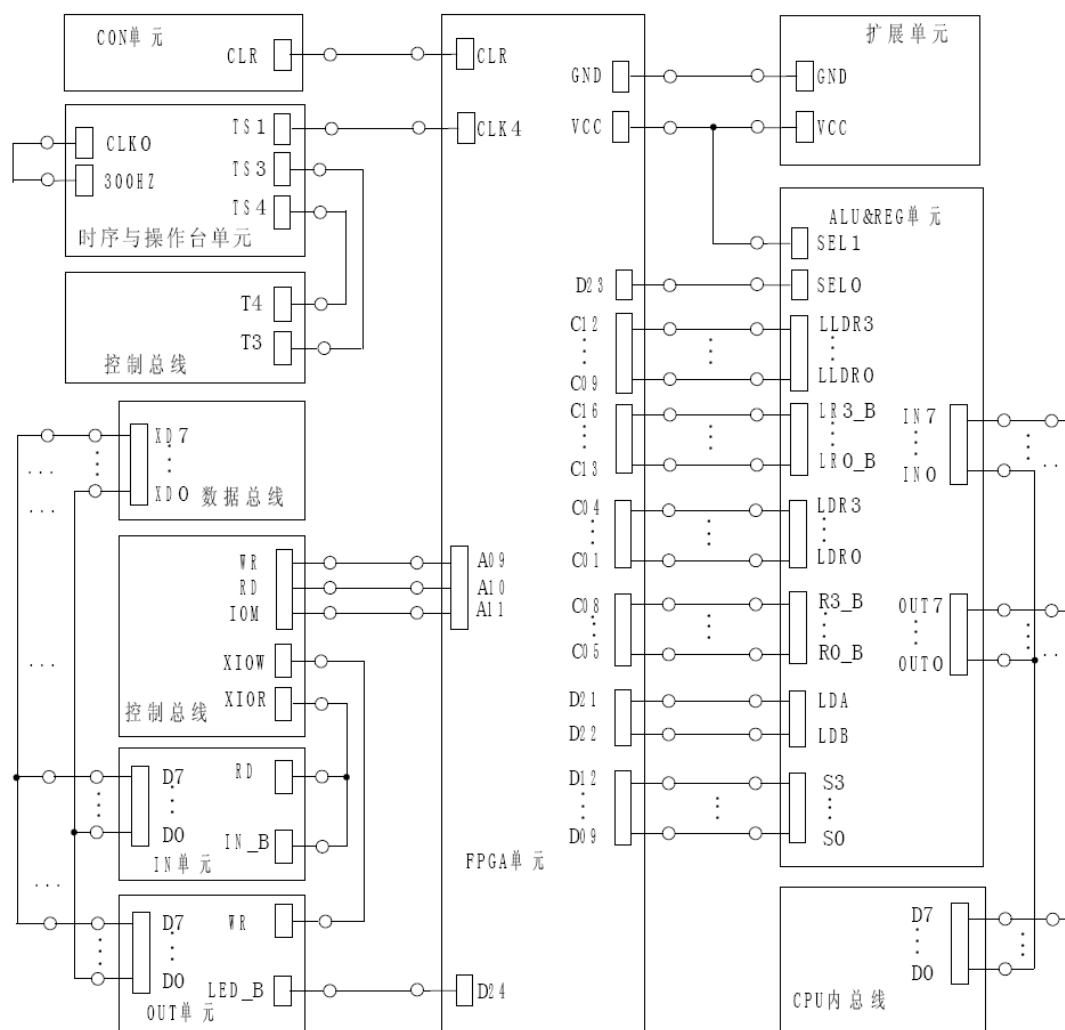 CON单元
CLR
CLR
TS1
CLK4
CLK0
TS3
300HZ
TS4
时序与操作台单元
T4
T3
控制总线
XD7
XD0
数据总线
WR
RD
IOM
A09
A10
A11
XIOW
XIOR
控制总线
D7
RD
D0
IN_B
IN单元
D7
WR
D0
LED_B
D24
OUT单元
FPGA单元
GND
VCC
D23
C12
C09
C16
C13
C04
C01
C08
C05
D21
D22
D12
D09
扩展单元
GND
VCC
ALU&REG单元
SEL1
SEL0
LLDR3
LLDR0
LR3_B
LR0_B
IN7
IN0
LDR3
LDR0
R3_B
R0_B
OUT7
OUT0
LDA
LDB
S3
S0
D7
D0
CPU内总线